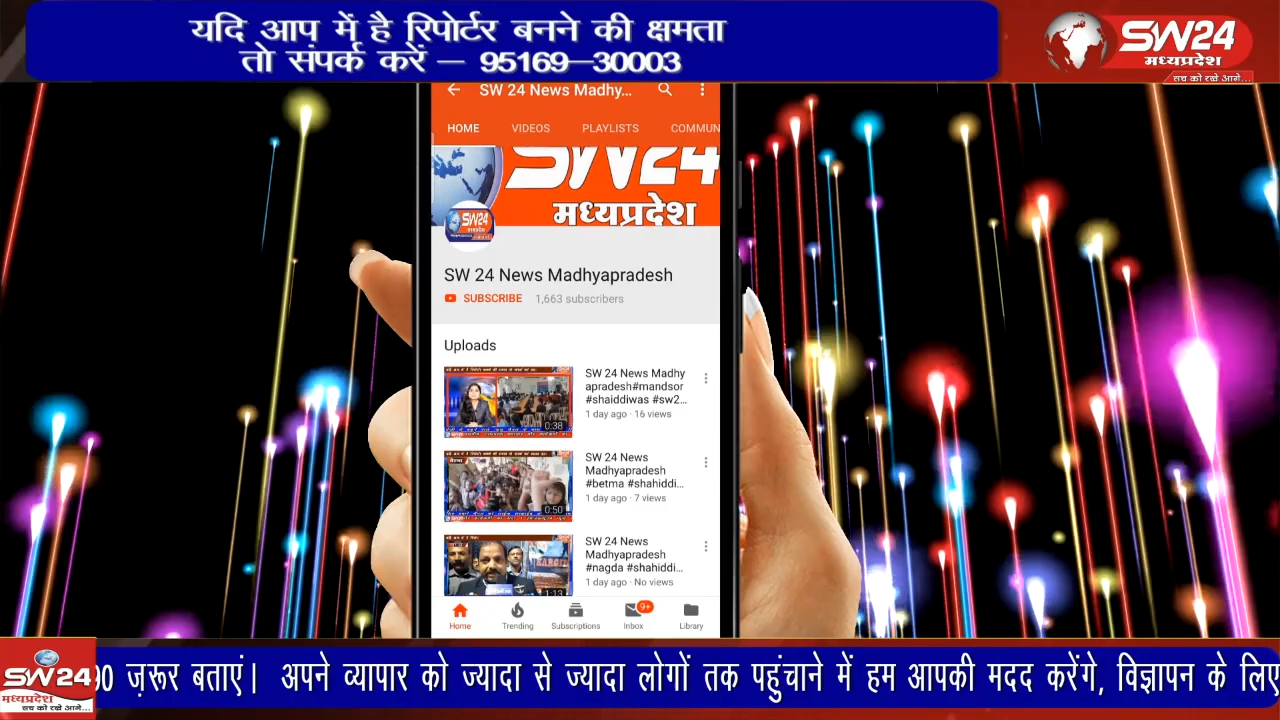 यदि आप में है रिपोर्टर बनने की क्षमता
तो संपर्क करें – 95169–30003
SW24
मध्यप्रदेश
सच को रखे आगे...
SW 24 News Madhy...
HOME VIDEOS PLAYLISTS COMMUN
SW24
मध्यप्रदेश
SW24
SW 24 News Madhyapradesh
SUBSCRIBE 1,663 subscribers
Uploads
SW 24 News Madhy
apradesh#mandsor
#shaiddiwas #sw2...
1 day ago · 16 views
0:38
SW 24 News
Madhyapradesh
#betma #shahiddi...
1 day ago · 7 views
0:50
SW 24 News
Madhyapradesh
#nagda #shahiddi...
1 day ago · No views
1:13
9+
Home Trending Subscriptions Inbox Library
SW24
मध्यप्रदेश
सच को रखे आगे...
00 ज़रूर बताएं। अपने व्यापार को ज्यादा से ज्यादा लोगों तक पहुंचाने में हम आपकी मदद करेंगे, विज्ञापन के लिए